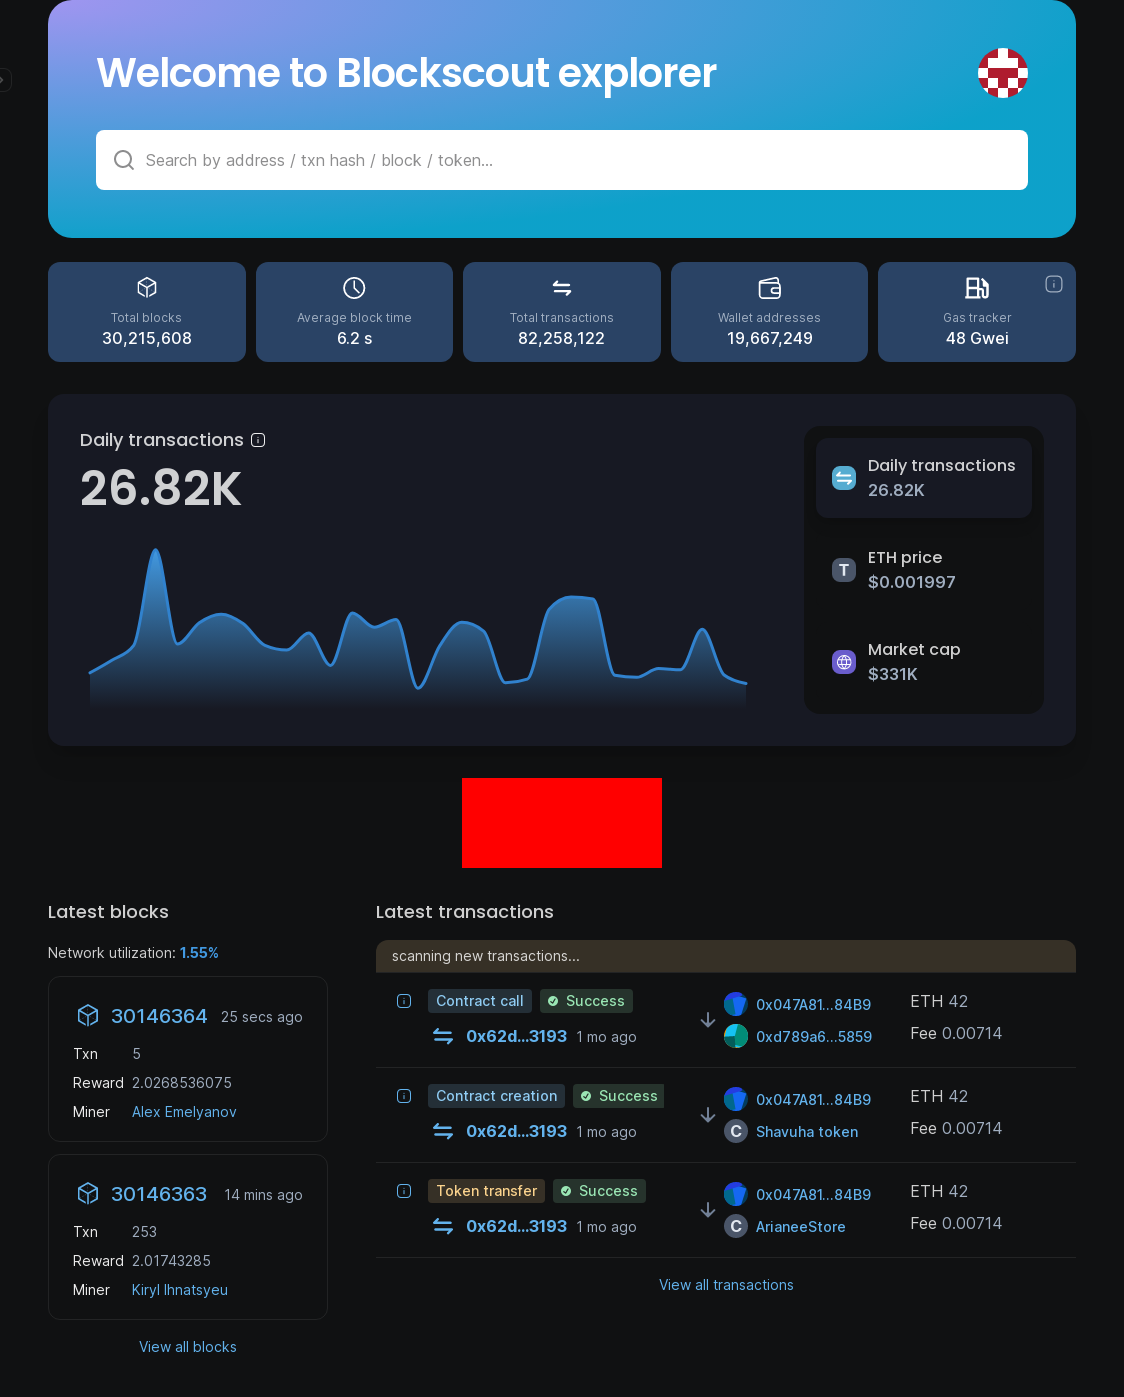 Welcome to Blockscout explorer
Search by address / txn hash / block / token...
Total blocks
30,215,608
Average block time
6.2 s
Total transactions
82,258,122
Wallet addresses
19,667,249
Gas tracker
48 Gwei
Daily transactions
26.82K
Daily transactions
26.82K
T
ETH price
$0.001997
Market cap
$331K
Latest blocks
Network utilization: 1.55%
30146364 25 secs ago
Txn 5
Reward 2.0268536075
Miner Alex Emelyanov
30146363 14 mins ago
Txn 253
Reward 2.01743285
Miner Kiryl Ihnatsyeu
View all blocks
Latest transactions
scanning new transactions...
Contract call Success
0x62d...3193 1 mo ago
0x047A81...84B9
0xd789a6...5859
ETH 42
Fee 0.00714
Contract creation Success
0x62d...3193 1 mo ago
0x047A81...84B9
C Shavuha token
ETH 42
Fee 0.00714
Token transfer Success
0x62d...3193 1 mo ago
0x047A81...84B9
C ArianeeStore
ETH 42
Fee 0.00714
View all transactions